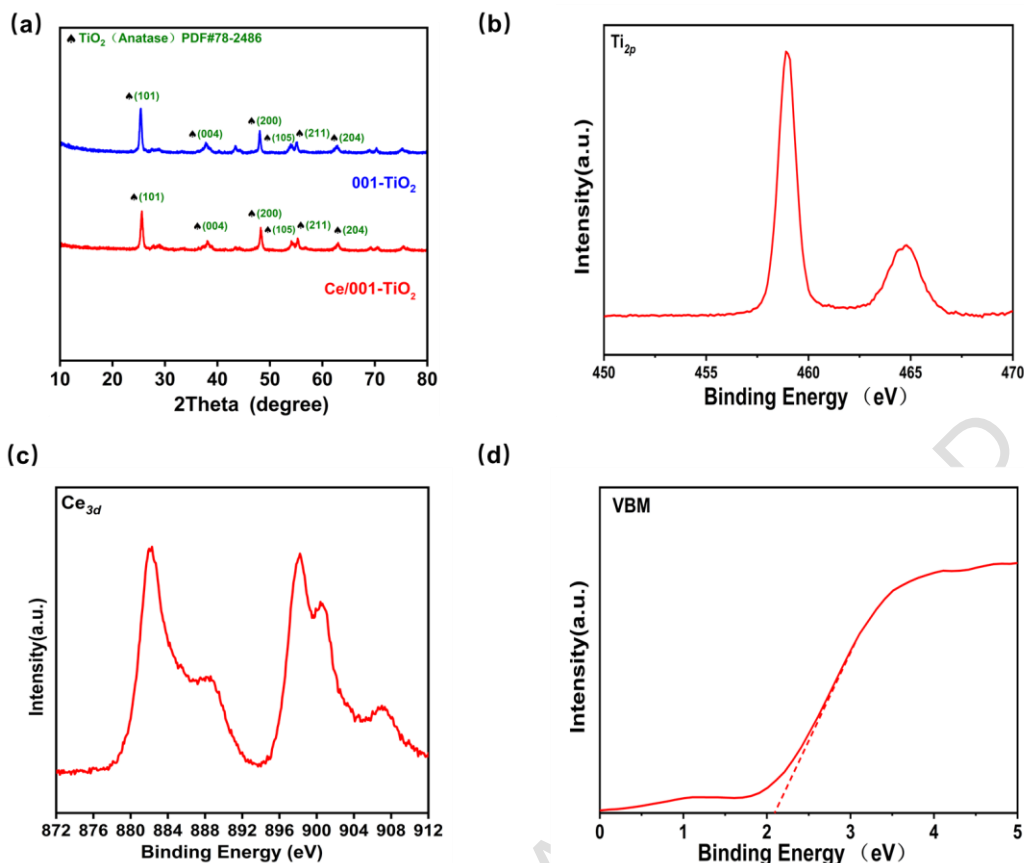 (a)
♠ TiO2（Anatase）PDF#78-2486
♠(101)
♠(004)
♠(200)
♠(105)
♠(211)
♠(204)
001-TiO2
♠(101)
♠(004)
♠(200)
♠(105)
♠(211)
♠(204)
Ce/001-TiO2
10 20 30 40 50 60 70 80
2Theta (degree)
(b)
Ti2p
Intensity(a.u.)
450 455 460 465 470
Binding Energy（eV）
(c)
Ce3d
Intensity(a.u.)
872 876 880 884 888 892 896 900 904 908 912
Binding Energy (eV)
(d)
VBM
Intensity(a.u.)
0 1 2 3 4 5
Binding Energy（eV）